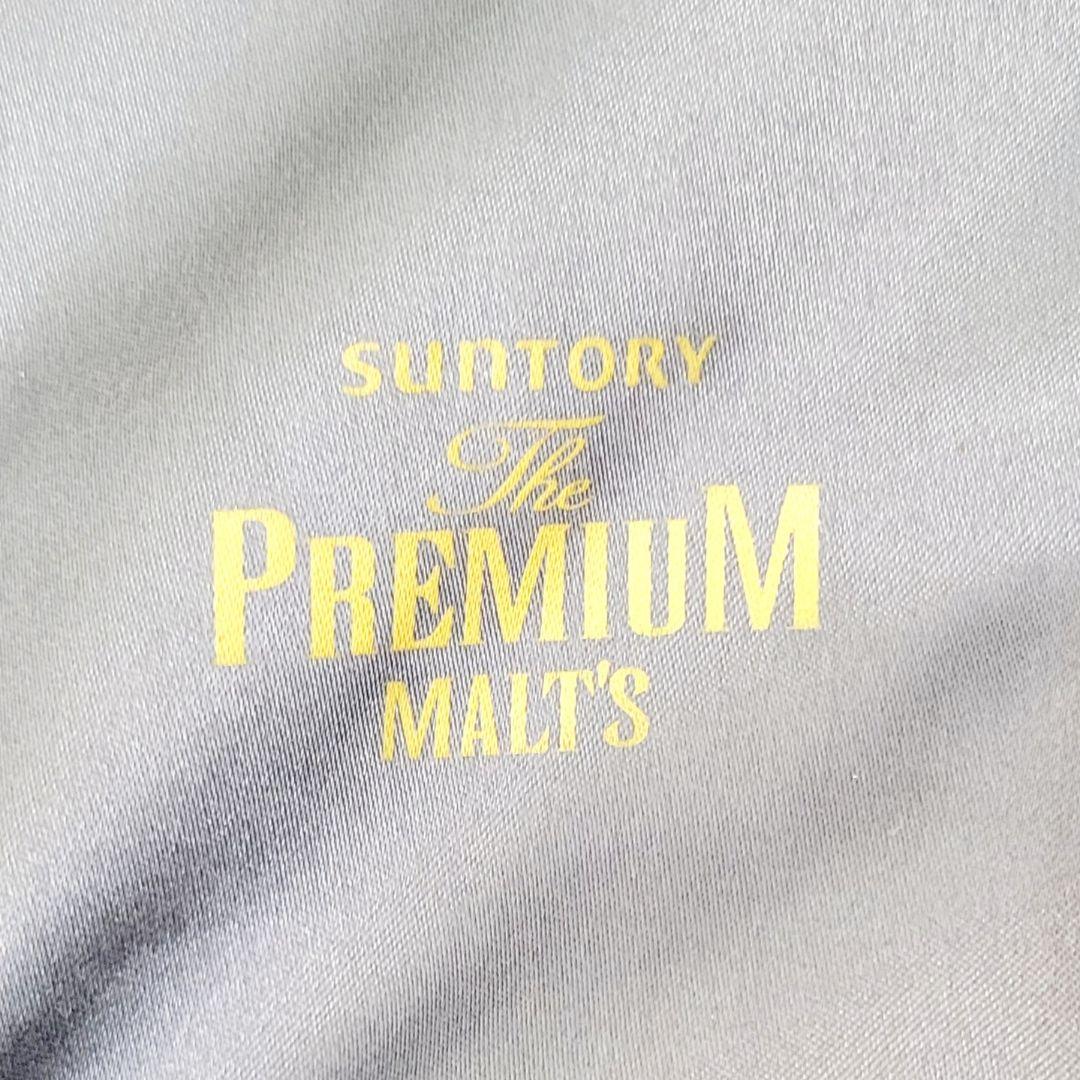 SUNTORY
The
PREMIUM
MALT'S